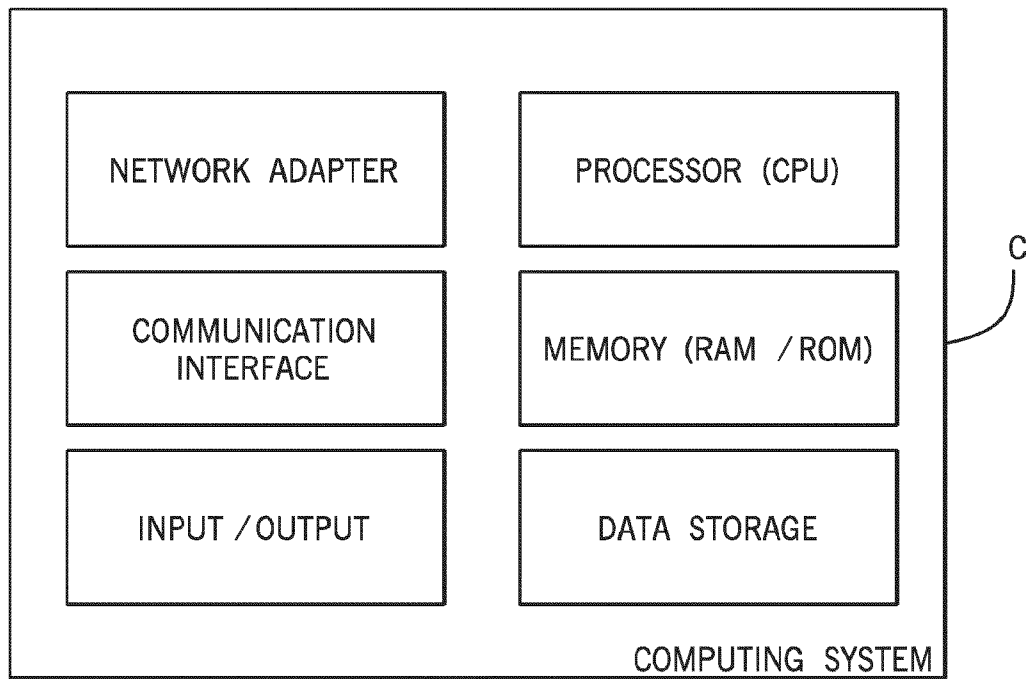 NETWORK ADAPTER
PROCESSOR (CPU)
C
COMMUNICATION
INTERFACE
MEMORY (RAM / ROM)
INPUT / OUTPUT
DATA STORAGE
COMPUTING SYSTEM